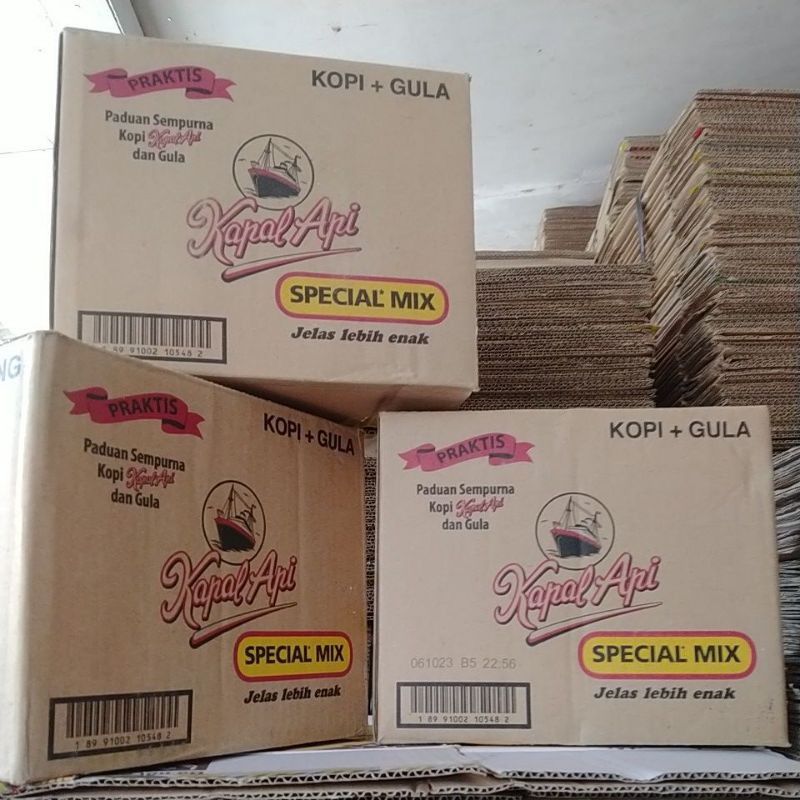 PRAKTIS
KOPI + GULA
Paduan Sempurna
Kopi Kapal Api
dan Gula
Kapal Api
SPECIAL* MIX
Jelas lebih enak
1 89 91002 10548 2
NG
PRAKTIS
KOPI + GULA
Paduan Sempurna
Kopi Kapal Api
dan Gula
Kapal Api
SPECIAL* MIX
Jelas lebih enak
1 89 91002 10548 2
PRAKTIS
KOPI + GULA
Paduan Sempurna
Kopi Kapal Api
dan Gula
Kapal Api
SPECIAL* MIX
061023 B5 22:56
Jelas lebih enak
1 89 91002 10548 2